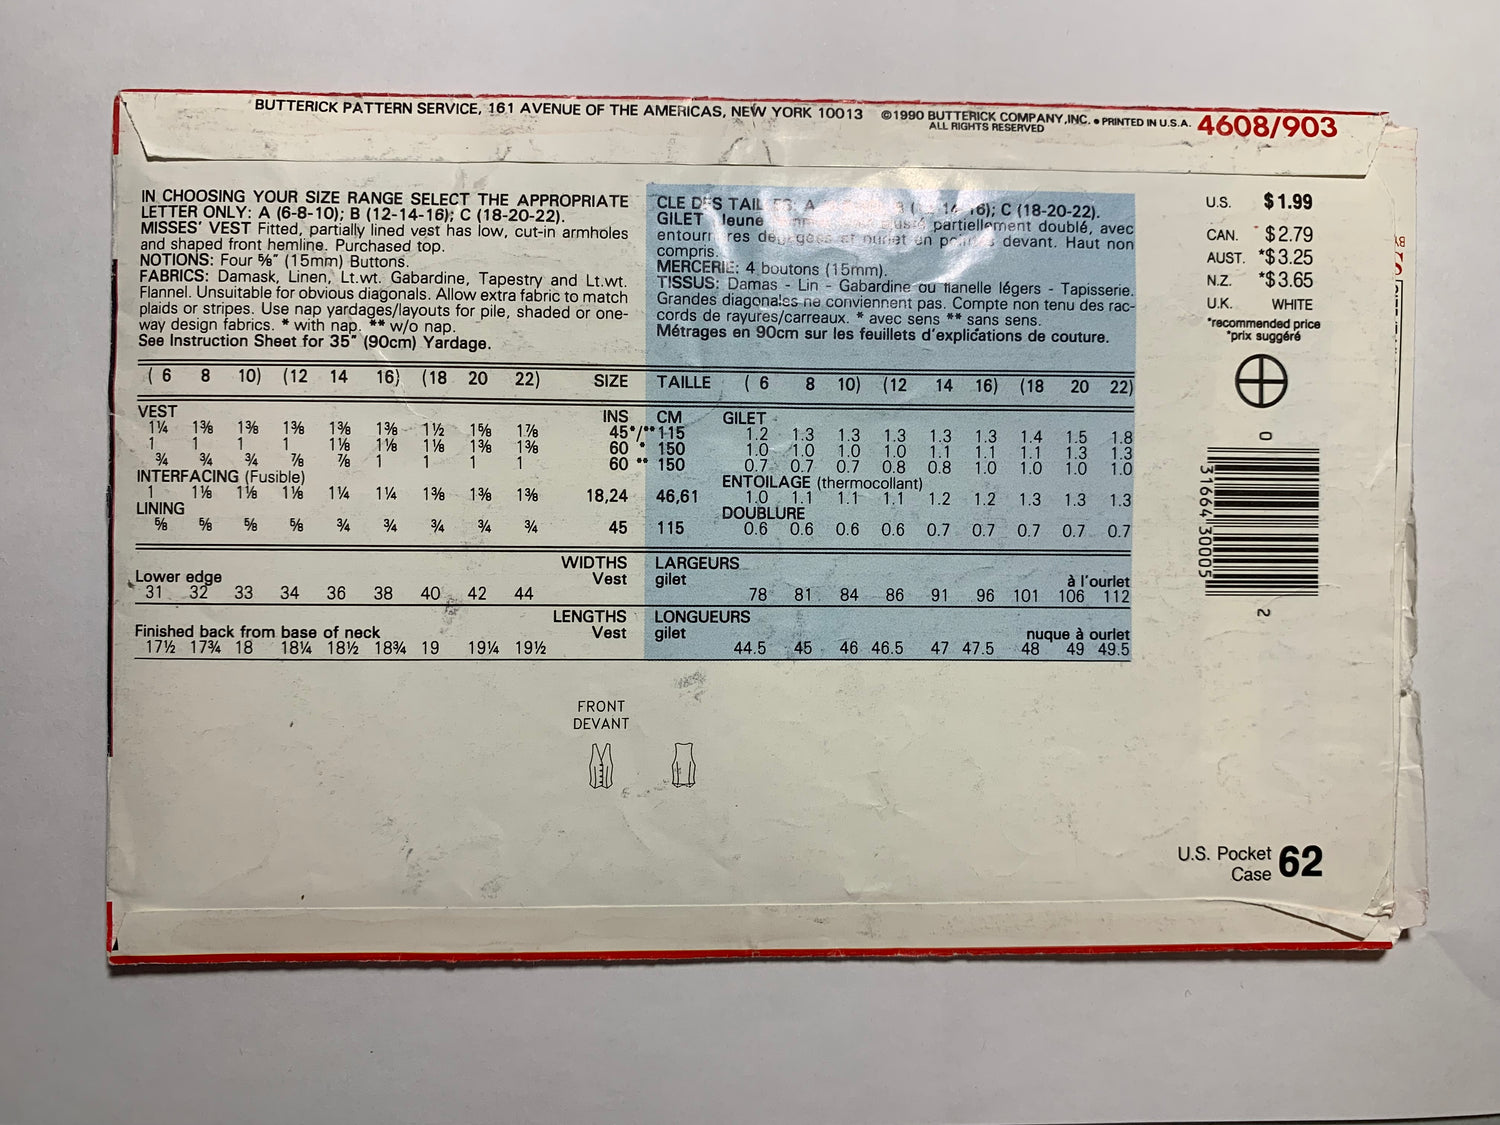 BUTTERICK PATTERN SERVICE, 161 AVENUE OF THE AMERICAS, NEW YORK 10013 ©1990 BUTTERICK COMPANY, INC. • PRINTED IN U.S.A. 4608/903
ALL RIGHTS RESERVED
IN CHOOSING YOUR SIZE RANGE SELECT THE APPROPRIATE
LETTER ONLY: A (6-8-10); B (12-14-16); C (18-20-22).
MISSES' VEST Fitted, partially lined vest has low, cut-in armholes
and shaped front hemline. Purchased top.
NOTIONS: Four ⅝" (15mm) Buttons.
FABRICS: Damask, Linen, Lt.wt. Gabardine, Tapestry and Lt.wt.
Flannel. Unsuitable for obvious diagonals. Allow extra fabric to match
plaids or stripes. Use nap yardages/layouts for pile, shaded or one-
way design fabrics. * with nap. ** w/o nap.
See Instruction Sheet for 35" (90cm) Yardage.
CLE DES TAILLES: A 14-16); C (18-20-22).
GILET Jeune partiellement doublé, avec
entournures dégagées et ourlet en devant. Haut non
compris.
MERCERIE: 4 boutons (15mm).
TISSUS: Damas - Lin - Gabardine ou flanelle légers - Tapisserie.
Grandes diagonales ne conviennent pas. Compte non tenu des rac-
cords de rayures/carreaux. * avec sens ** sans sens.
Métrages en 90cm sur les feuillets d'explications de couture.
( 6 8 10) (12 14 16) (18 20 22) SIZE TAILLE ( 6 8 10) (12 14 16) (18 20 22)
VEST INS CM GILET
1¼ 1⅜ 1⅜ 1⅜ 1⅜ 1⅜ 1½ 1⅝ 1⅞ 45*/** 115 1.2 1.3 1.3 1.3 1.3 1.3 1.4 1.5 1.8
1 1 1 1 1⅛ 1⅛ 1⅛ 1⅜ 1⅜ 60 * 150 1.0 1.0 1.0 1.0 1.1 1.1 1.1 1.3 1.3
¾ ¾ ¾ ⅞ ⅞ 1 1 1 1 60 ** 150 0.7 0.7 0.7 0.8 0.8 1.0 1.0 1.0 1.0
INTERFACING (Fusible) ENTOILAGE (thermocollant)
1 1⅛ 1⅛ 1⅛ 1¼ 1¼ 1⅜ 1⅜ 1⅜ 18,24 46,61 1.0 1.1 1.1 1.1 1.2 1.2 1.3 1.3 1.3
LINING DOUBLURE
⅝ ⅝ ⅝ ⅝ ¾ ¾ ¾ ¾ ¾ 45 115 0.6 0.6 0.6 0.6 0.7 0.7 0.7 0.7 0.7
WIDTHS LARGEURS
Lower edge Vest gilet à l'ourlet
31 32 33 34 36 38 40 42 44 78 81 84 86 91 96 101 106 112
LENGTHS LONGUEURS
Finished back from base of neck Vest gilet nuque à ourlet
17½ 17¾ 18 18¼ 18½ 18¾ 19 19¼ 19½ 44.5 45 46 46.5 47 47.5 48 49 49.5
FRONT
DEVANT
U.S. $1.99
CAN. *$2.79
AUST. *$3.25
N.Z. *$3.65
U.K. WHITE
*recommended price
*prix suggéré
0
31664 30005
2
U.S. Pocket
Case 62